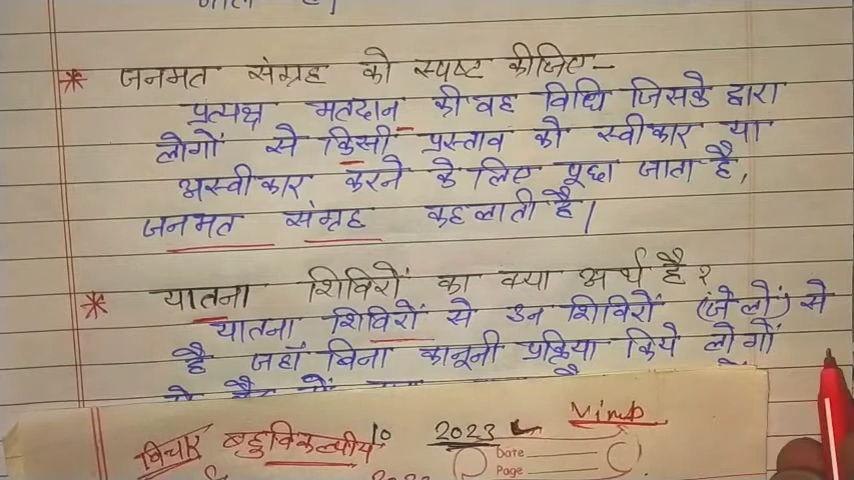 * जनमत संग्रह को स्पष्ट कीजिए-
प्रत्यक्ष मतदान की वह विधि जिसके द्वारा
लोगों से किसी प्रस्ताव को स्वीकार या
अस्वीकार करने के लिए पूछा जाता है,
जनमत संग्रह कहलाती है।
* यातना शिविरों का क्या अर्थ है?
यातना शिविरों से उन शिविरों (जेलों) से
है जहाँ बिना कानूनी प्रक्रिया किये लोगों
बहुविकल्पीय 2023
Date
Page